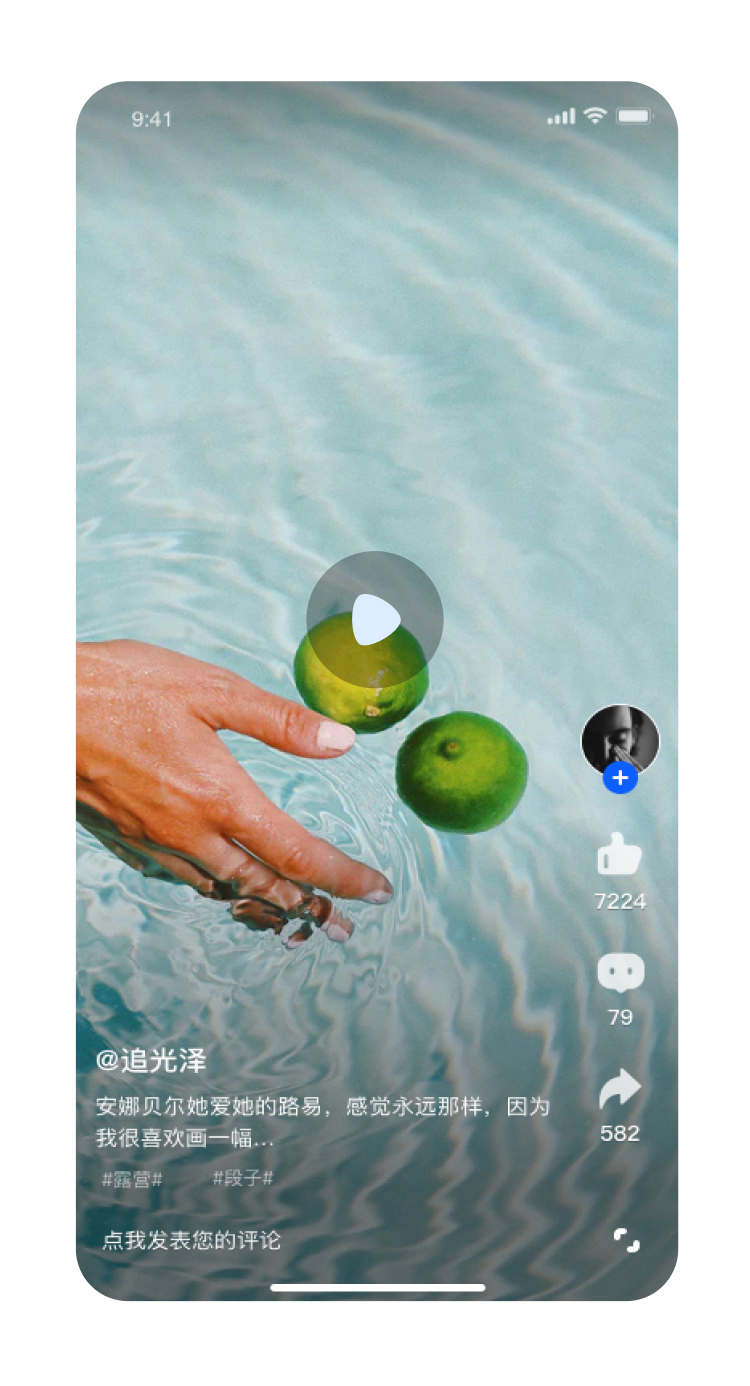 9:41
7224
79
582
@追光泽
安娜贝尔她爱她的路易，感觉永远那样，因为
我很喜欢画一幅...
#露营# #段子#
点我发表您的评论